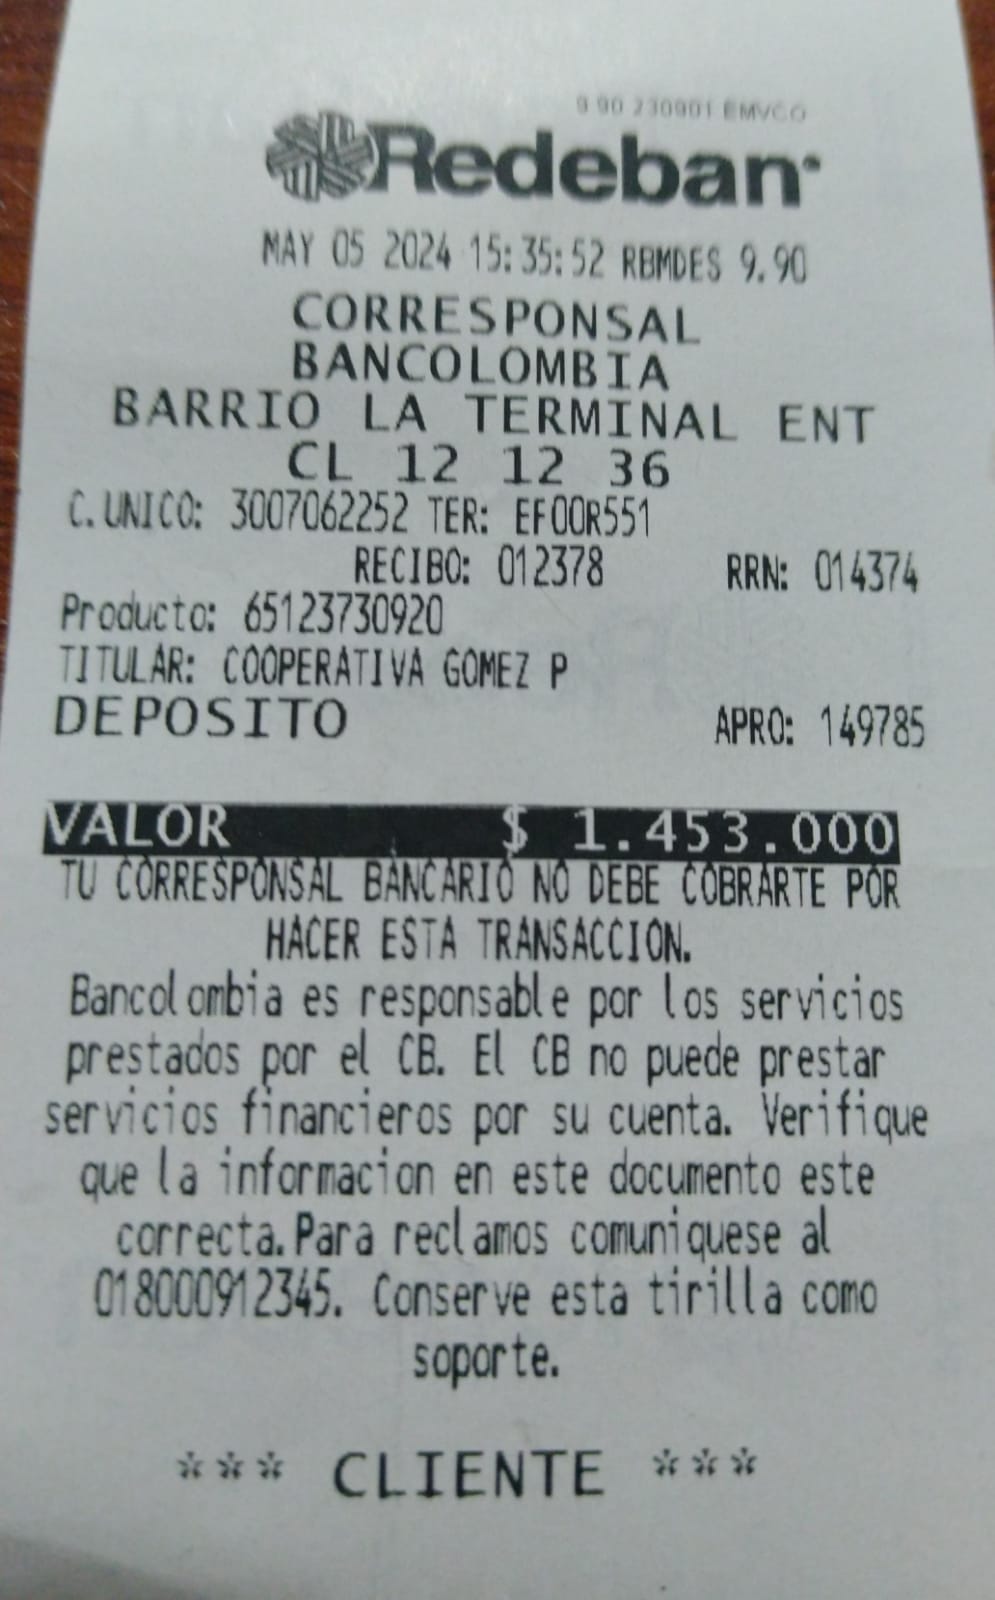 9 90 230901 EMVCO
Redeban
MAY 05 2024 15:35:52 RBMDES 9.90
CORRESPONSAL
BANCOLOMBIA
BARRIO LA TERMINAL ENT
CL 12 12 36
C.UNICO: 3007062252 TER: EF00R551
RECIBO: 012378 RRN: 014374
Producto: 65123730920
TITULAR: COOPERATIVA GOMEZ P
DEPOSITO APRO: 149785
VALOR $ 1.453.000
TU CORRESPONSAL BANCARIO NO DEBE COBRARTE POR
HACER ESTA TRANSACCION.
Bancolombia es responsable por los servicios
prestados por el CB. El CB no puede prestar
servicios financieros por su cuenta. Verifique
que la informacion en este documento este
correcta.Para reclamos comuniquese al
018000912345. Conserve esta tirilla como
soporte.
*** CLIENTE ***